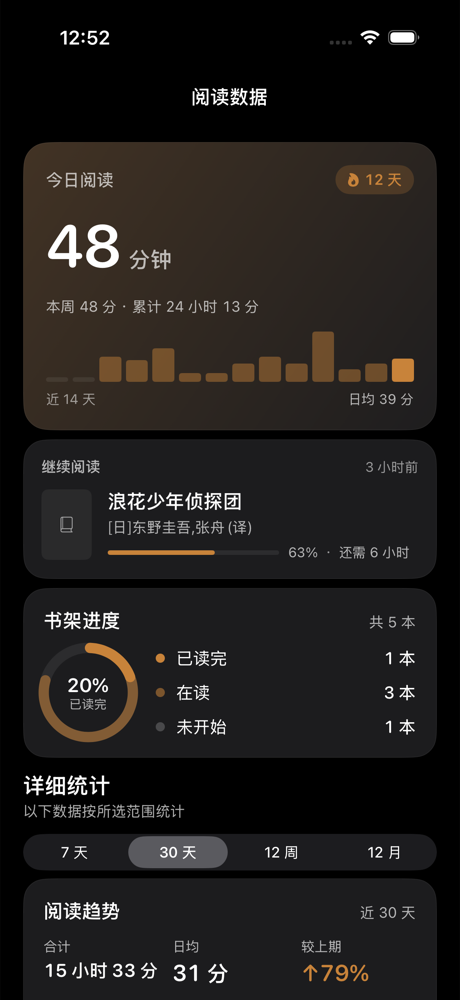 12:52
阅读数据
今日阅读
12 天
48 分钟
本周 48 分 · 累计 24 小时 13 分
近 14 天
日均 39 分
继续阅读
3 小时前
浪花少年侦探团
[日]东野圭吾,张舟 (译)
63% · 还需 6 小时
书架进度
共 5 本
20%
已读完
已读完 1 本
在读 3 本
未开始 1 本
详细统计
以下数据按所选范围统计
7 天 30 天 12 周 12 月
阅读趋势
近 30 天
合计 日均 较上期
15 小时 33 分 31 分 ↑79%